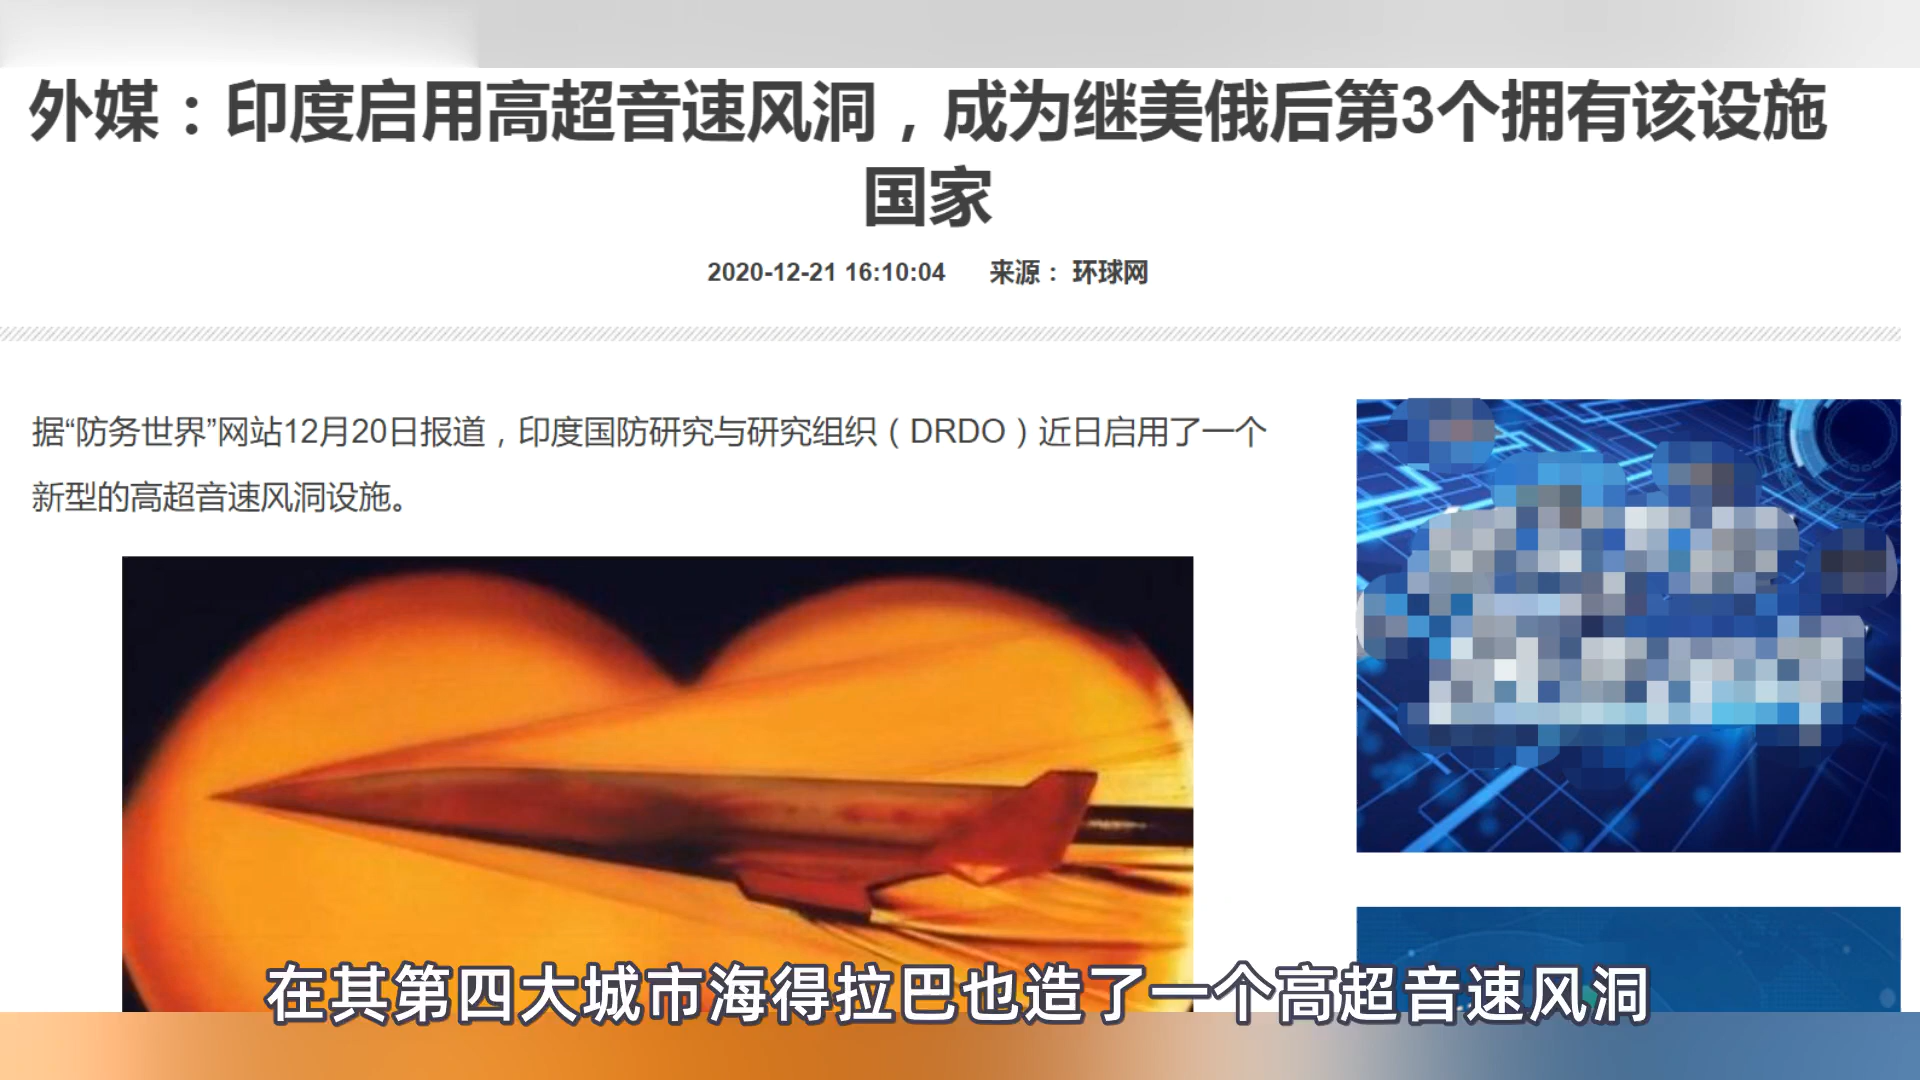 外媒：印度启用高超音速风洞，成为继美俄后第3个拥有该设施
国家
2020-12-21 16:10:04 来源： 环球网
据“防务世界”网站12月20日报道，印度国防研究与研究组织（DRDO）近日启用了一个
新型的高超音速风洞设施。
在其第四大城市海得拉巴也造了一个高超音速风洞